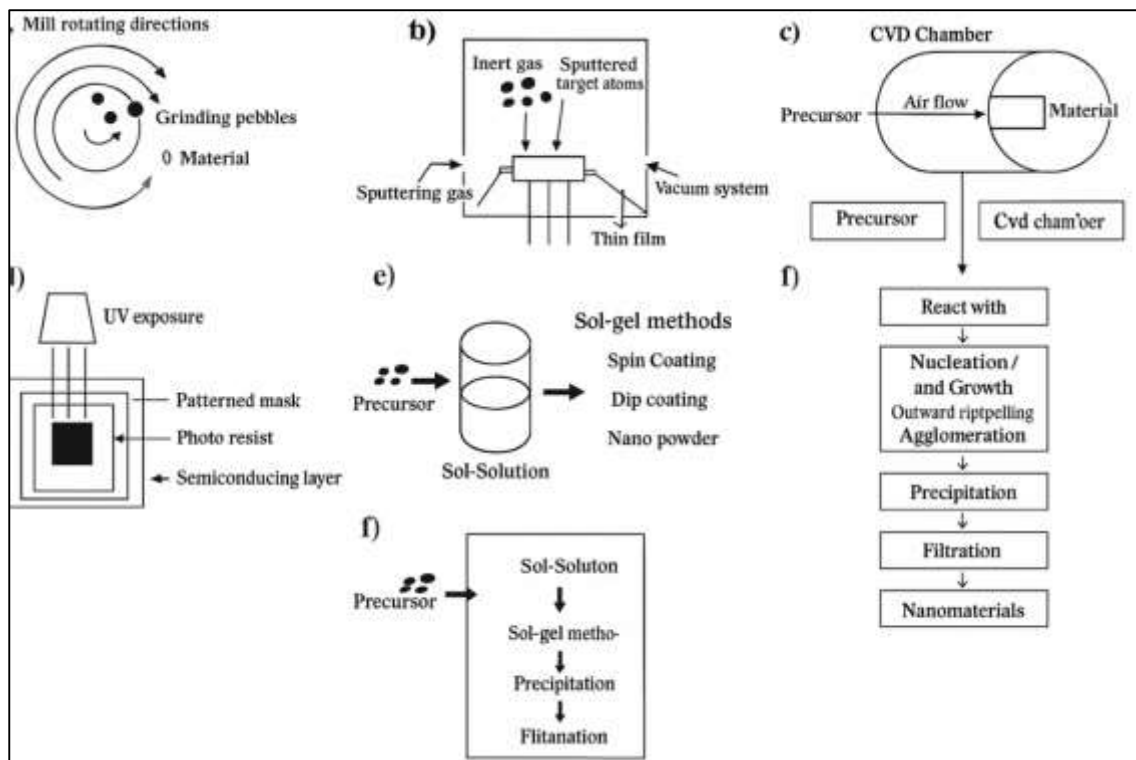 Mill rotating directions
Grinding pebbles
0 Material
b)
Inert gas
Sputtered
target atoms
Sputtering gas
Vacuum system
Thin film
c)
CVD Chamber
Precursor
Air flow
Material
Precursor
Cvd cham'oer
d)
UV exposure
Patterned mask
Photo resist
Semiconducing layer
e)
Precursor
Sol-Solution
Sol-gel methods
Spin Coating
Dip coating
Nano powder
f)
Precursor
Sol-Soluton
Sol-gel metho-
Precipitation
Flitanation
f)
React with
Nucleation /
and Growth
Outward riptpelling
Agglomeration
Precipitation
Filtration
Nanomaterials